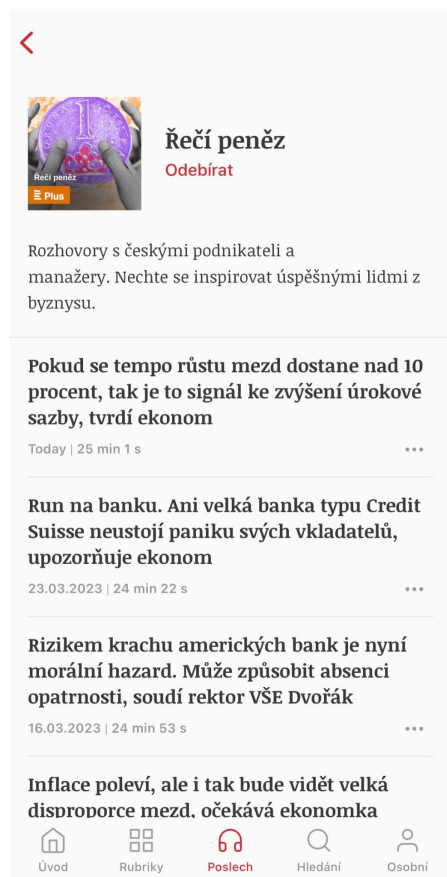 Řečí peněz
Plus
Řečí peněz
Odebírat
Rozhovory s českými podnikateli a
manažery. Nechte se inspirovat úspěšnými lidmi z
byznysu.
Pokud se tempo růstu mezd dostane nad 10
procent, tak je to signál ke zvýšení úrokové
sazby, tvrdí ekonom
Today | 25 min 1 s
Run na banku. Ani velká banka typu Credit
Suisse neustojí paniku svých vkladatelů,
upozorňuje ekonom
23.03.2023 | 24 min 22 s
Rizikem krachu amerických bank je nyní
morální hazard. Může způsobit absenci
opatrnosti, soudí rektor VŠE Dvořák
16.03.2023 | 24 min 53 s
Inflace poleví, ale i tak bude vidět velká
disproporce mezd, očekává ekonomka
Úvod
Rubriky
Poslech
Hledání
Osobní